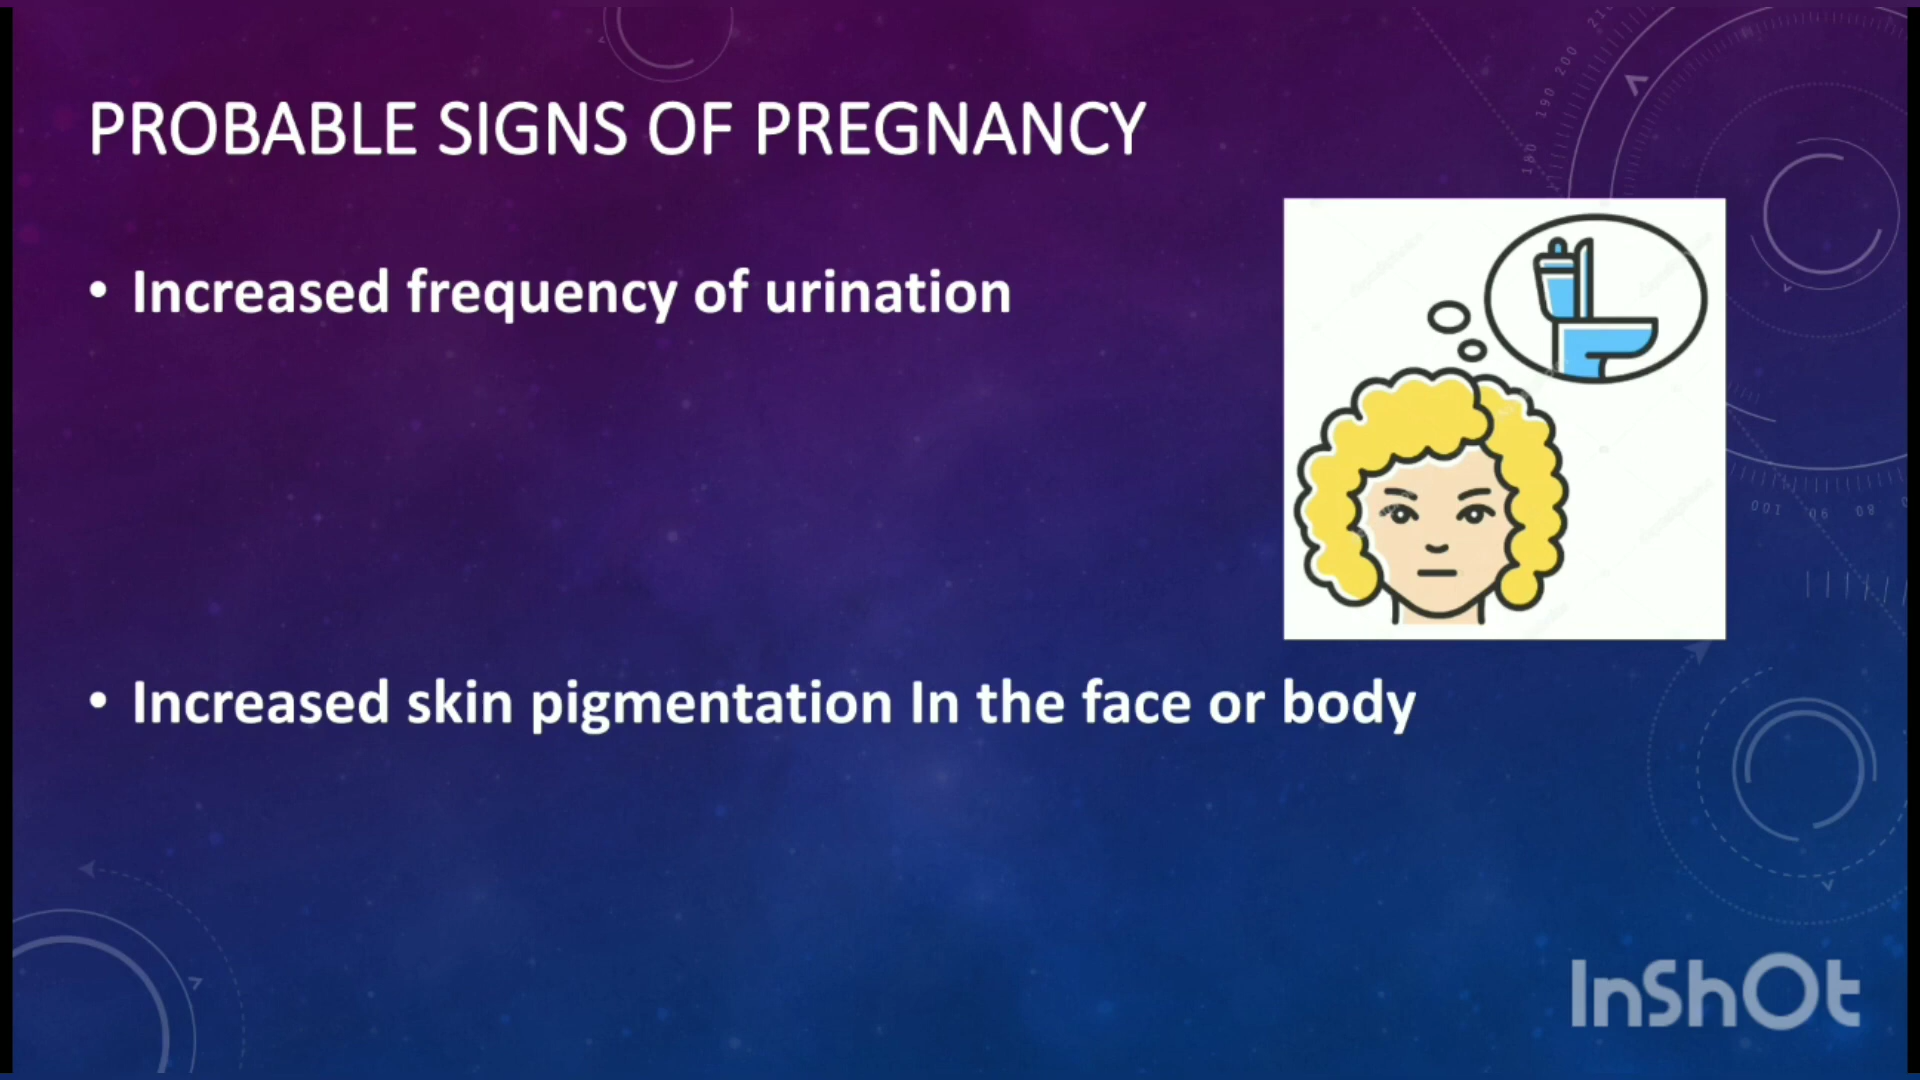 PROBABLE SIGNS OF PREGNANCY
• Increased frequency of urination
• Increased skin pigmentation In the face or body
InShOt